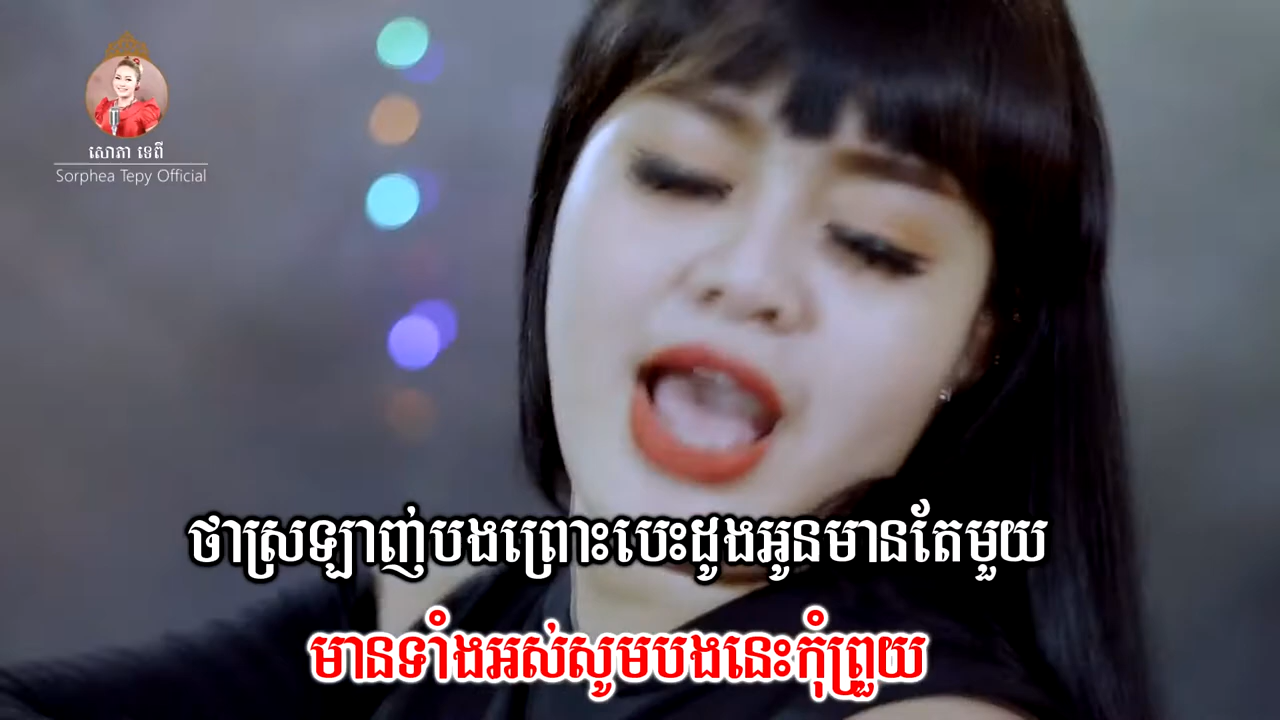 សោភា ទេពី
Sorphea Tepy Official
ថាស្រឡាញ់បងព្រោះបេះដូងអូនមានតែមួយ
មានទាំងអស់សូមបងនេះកុំព្រួយ